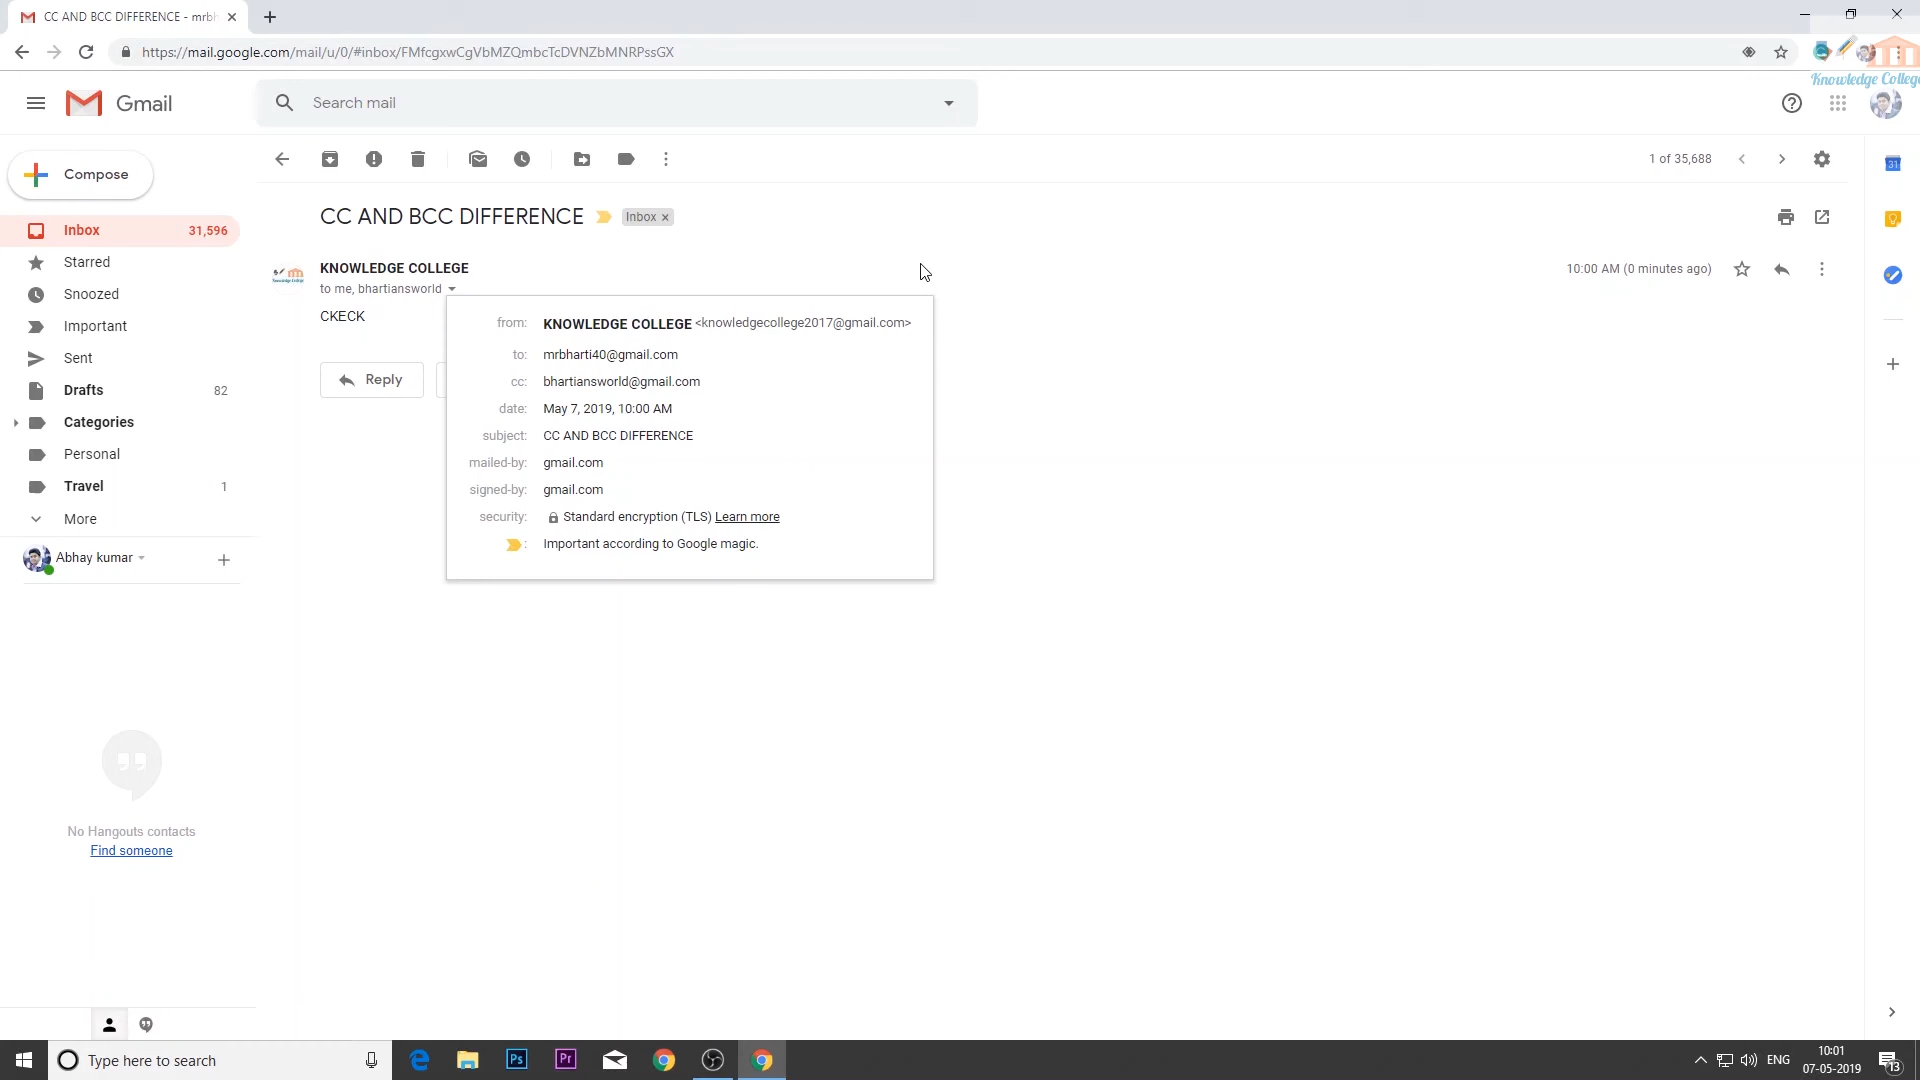 CC AND BCC DIFFERENCE - mrbh
https://mail.google.com/mail/u/0/#inbox/FMfcgxwCgVbMZQmbcTcDVNZbMNRPssGX
Knowledge College
Gmail
Search mail
Compose
1 of 35,688
31
CC AND BCC DIFFERENCE
Inbox ×
Inbox 31,596
Starred
Snoozed
Important
Sent
Drafts 82
Categories
Personal
Travel 1
More
Abhay kumar
No Hangouts contacts
Find someone
KNOWLEDGE COLLEGE
10:00 AM (0 minutes ago)
to me, bhartiansworld
CKECK
Reply
from: KNOWLEDGE COLLEGE <knowledgecollege2017@gmail.com>
to: mrbharti40@gmail.com
cc: bhartiansworld@gmail.com
date: May 7, 2019, 10:00 AM
subject: CC AND BCC DIFFERENCE
mailed-by: gmail.com
signed-by: gmail.com
security: Standard encryption (TLS) Learn more
: Important according to Google magic.
Type here to search
Ps
Pr
ENG
10:01
07-05-2019
13